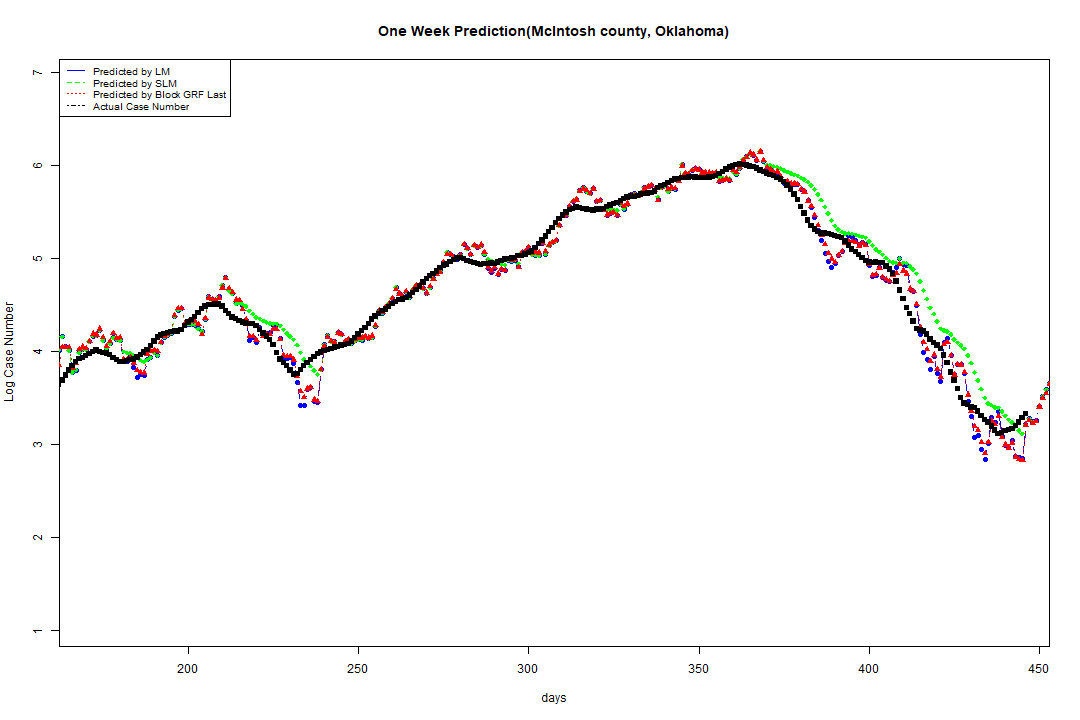 One Week Prediction(McIntosh county, Oklahoma)
Predicted by LM
Predicted by SLM
Predicted by Block GRF Last
Actual Case Number
7
6
5
4
3
2
1
Log Case Number
200 250 300 350 400 450
days